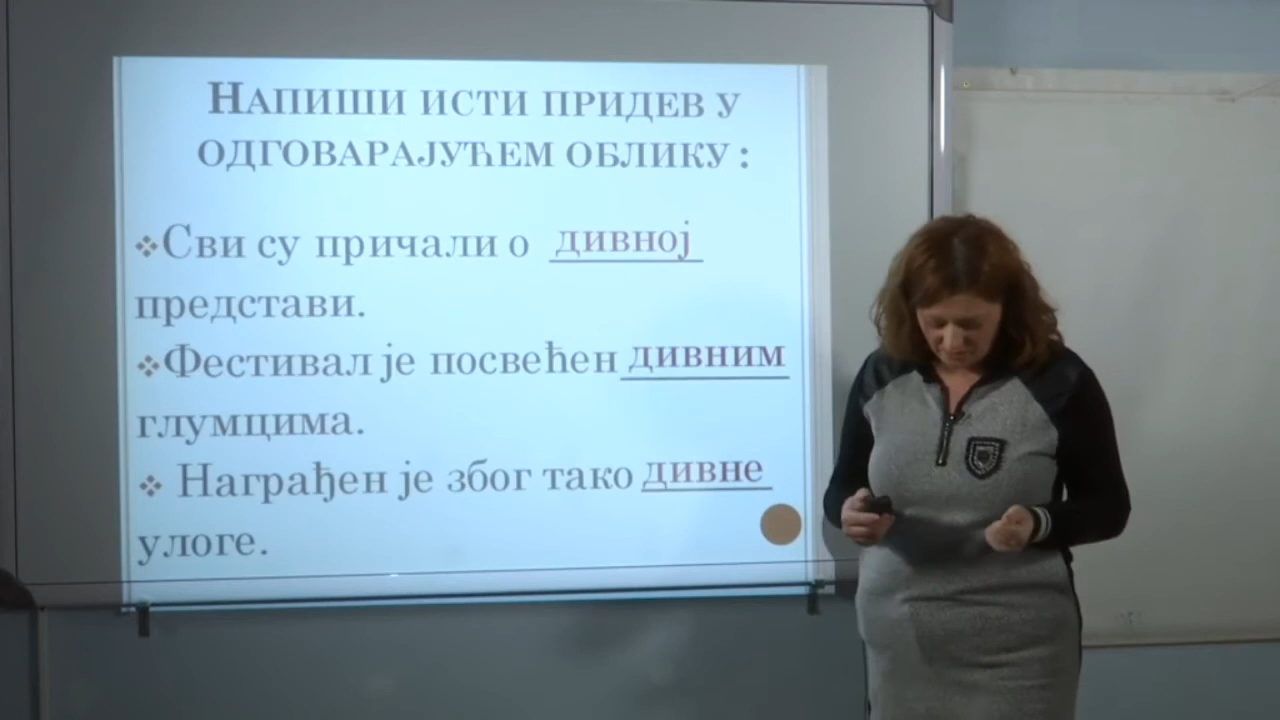 НАПИШИ ИСТИ ПРИДЕВ У
ОДГОВАРАЈУЋЕМ ОБЛИКУ :
Сви су причали о дивној
представи.
Фестивал је посвећен дивним
глумцима.
Награђен је због тако дивне
улоге.